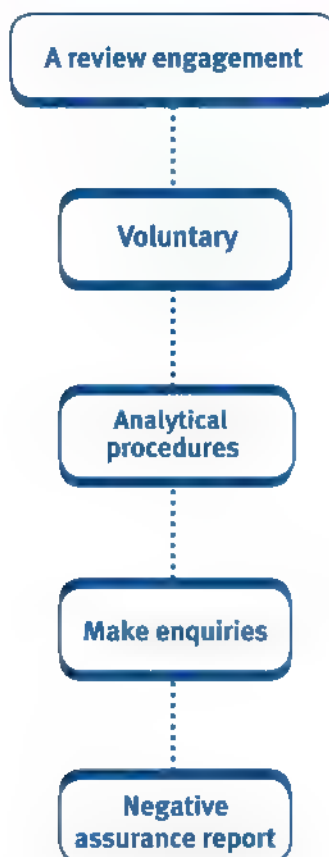 A review engagement
Voluntary
Analytical
procedures
Make enquiries
Negative
assurance report